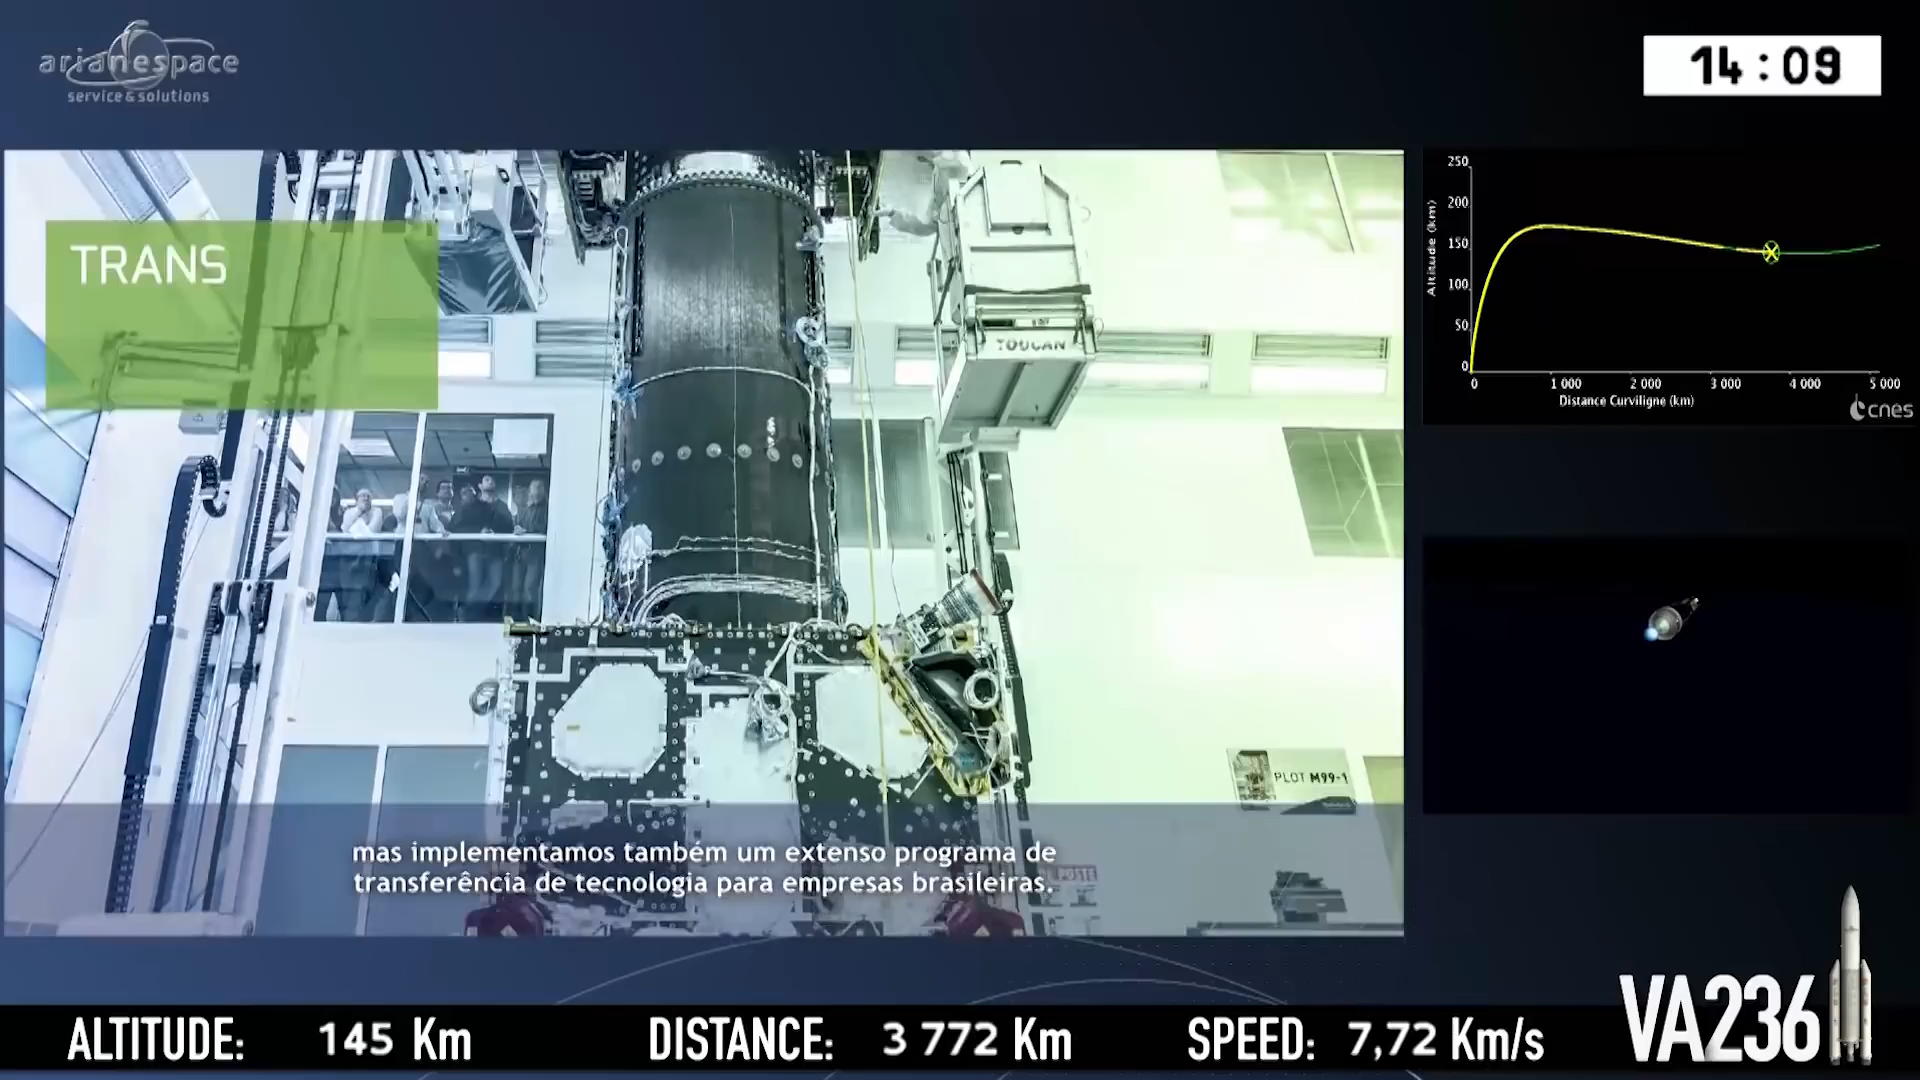 arianespace
service & solutions
14:09
TRANS
TOUCAN
PLOT M99-1
mas implementamos também um extenso programa de
transferência de tecnologia para empresas brasileiras.
250
200
150
100
50
0
Altitude (km)
0 1 000 2 000 3 000 4 000 5 000
Distance Curviligne (km)
cnes
VA236
ALTITUDE: 145 Km DISTANCE: 3 772 Km SPEED: 7,72 Km/s